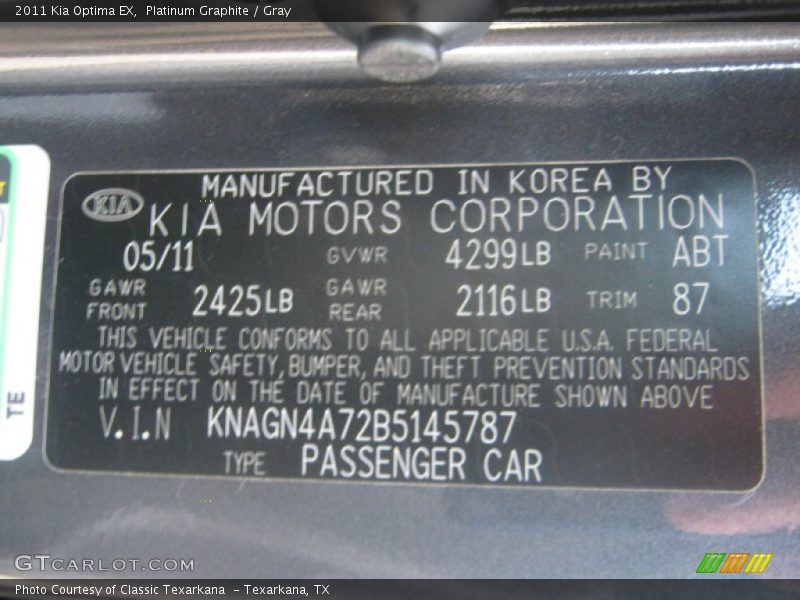 2011 Kia Optima EX, Platinum Graphite / Gray
MANUFACTURED IN KOREA BY
KIA KIA MOTORS CORPORATION
05/11 GVWR 4299LB PAINT ABT
GAWR FRONT 2425LB GAWR REAR 2116LB TRIM 87
THIS VEHICLE CONFORMS TO ALL APPLICABLE U.S.A. FEDERAL
MOTOR VEHICLE SAFETY, BUMPER, AND THEFT PREVENTION STANDARDS
IN EFFECT ON THE DATE OF MANUFACTURE SHOWN ABOVE
V.I.N KNAGN4A72B5145787
TYPE PASSENGER CAR
TE
GTCARLOT.COM
Photo Courtesy of Classic Texarkana - Texarkana, TX